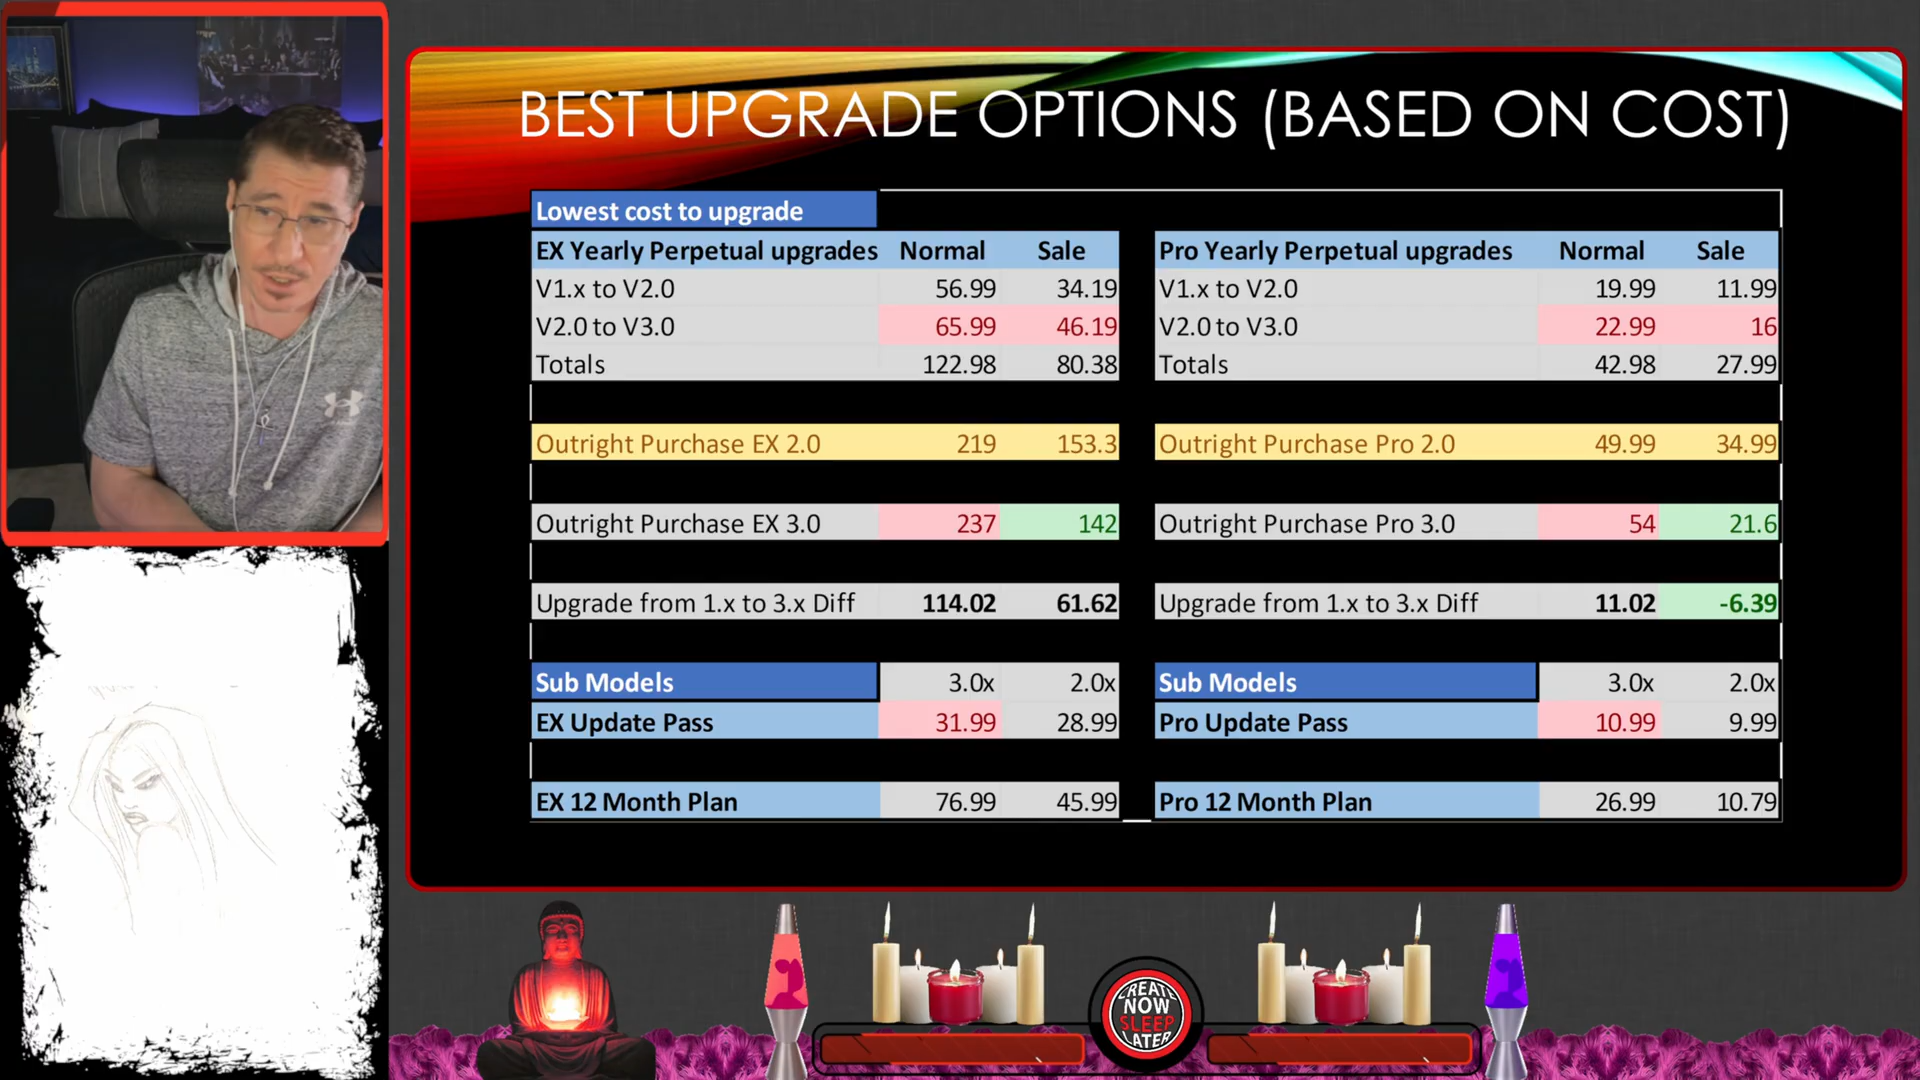 BEST UPGRADE OPTIONS (BASED ON COST)
Lowest cost to upgrade
EX Yearly Perpetual upgrades Normal Sale
V1.x to V2.0 56.99 34.19
V2.0 to V3.0 65.99 46.19
Totals 122.98 80.38
Outright Purchase EX 2.0 219 153.3
Outright Purchase EX 3.0 237 142
Upgrade from 1.x to 3.x Diff 114.02 61.62
Sub Models 3.0x 2.0x
EX Update Pass 31.99 28.99
EX 12 Month Plan 76.99 45.99
Pro Yearly Perpetual upgrades Normal Sale
V1.x to V2.0 19.99 11.99
V2.0 to V3.0 22.99 16
Totals 42.98 27.99
Outright Purchase Pro 2.0 49.99 34.99
Outright Purchase Pro 3.0 54 21.6
Upgrade from 1.x to 3.x Diff 11.02 -6.39
Sub Models 3.0x 2.0x
Pro Update Pass 10.99 9.99
Pro 12 Month Plan 26.99 10.79
CREATE
NOW
SLEEP
LATER